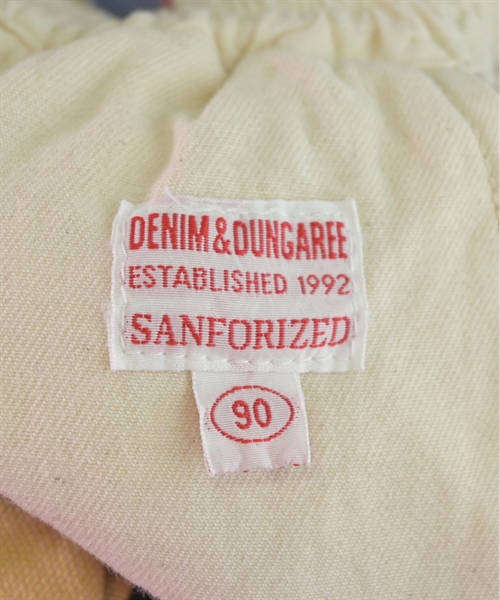 DENIM & DUNGAREE
ESTABLISHED 1992
SANFORIZED
90